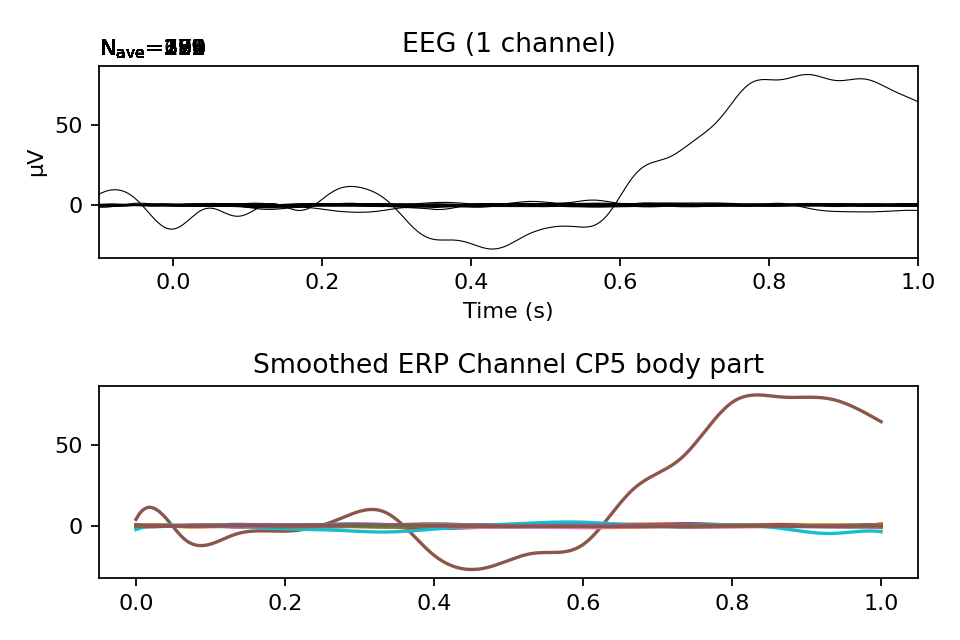 EEG (1 channel)
N_ave=
50
0
µV
0.0 0.2 0.4 0.6 0.8 1.0
Time (s)
Smoothed ERP Channel CP5 body part
50
0
0.0 0.2 0.4 0.6 0.8 1.0